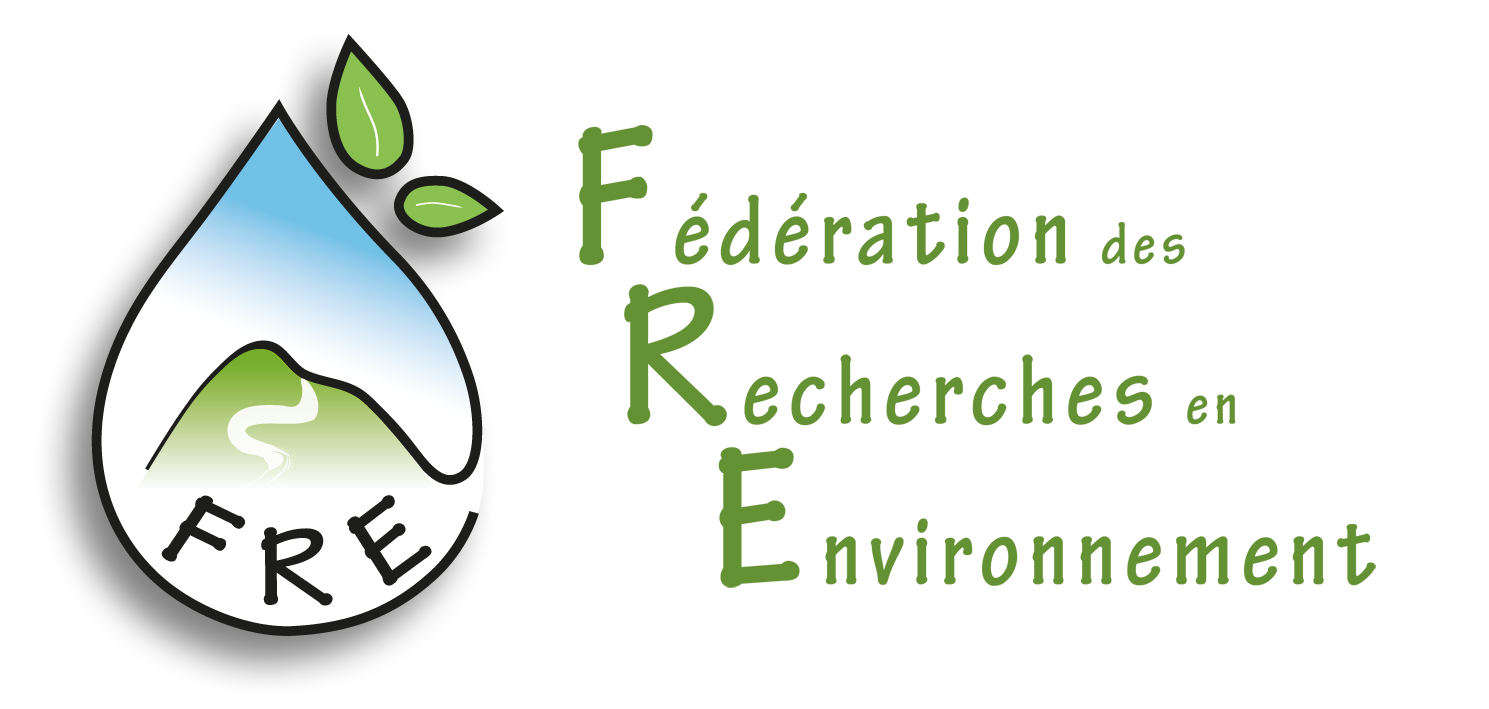 FRE
Fédération des
Recherches en
Environnement